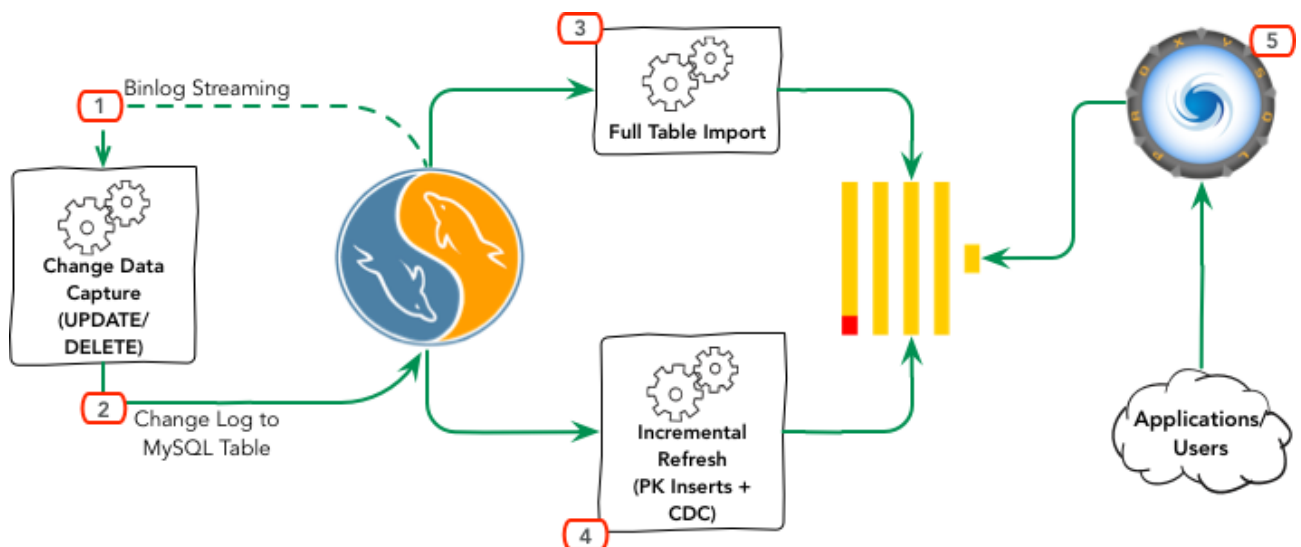 3
5
Binlog Streaming
1
Full Table Import
P
R
O
X
Y
S
Q
L
Change Data
Capture
(UPDATE/
DELETE)
2
Change Log to
MySQL Table
Incremental
Refresh
(PK Inserts +
CDC)
4
Applications/
Users